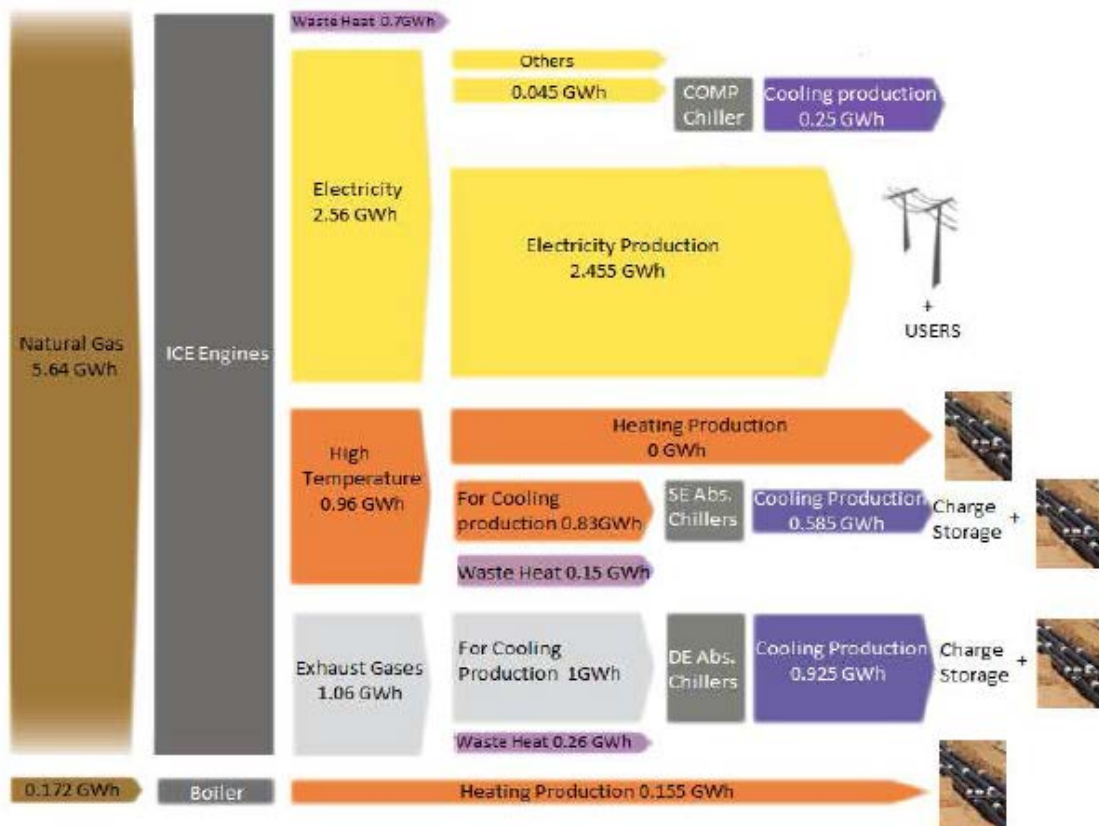 Waste Heat 0.7GWh
Others
0.045 GWh
COMP
Chiller
Cooling production
0.25 GWh
Electricity
2.56 GWh
Electricity Production
2.455 GWh
+
USERS
Natural Gas
5.64 GWh
ICE Engines
High
Temperature
0.96 GWh
Heating Production
0 GWh
For Cooling
production 0.83GWh
SE Abs.
Chillers
Cooling Production
0.585 GWh
Charge
Storage
+
Waste Heat 0.15 GWh
Exhaust Gases
1.06 GWh
For Cooling
Production 1GWh
DE Abs.
Chillers
Cooling Production
0.925 GWh
Charge
Storage
+
Waste Heat 0.26 GWh
0.172 GWh
Boiler
Heating Production 0.155 GWh